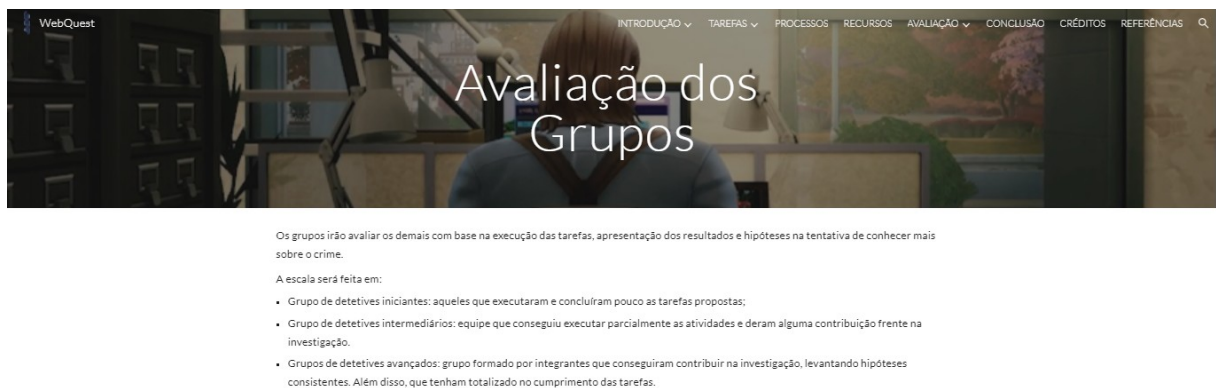 WebQuest
INTRODUÇÃO TAREFAS PROCESSOS RECURSOS AVALIAÇÃO CONCLUSÃO CRÉDITOS REFERÊNCIAS
Avaliação dos
Grupos
Os grupos irão avaliar os demais com base na execução das tarefas, apresentação dos resultados e hipóteses na tentativa de conhecer mais
sobre o crime.
A escala será feita em:
▪ Grupo de detetives iniciantes: aqueles que executaram e concluíram pouco as tarefas propostas;
▪ Grupo de detetives intermediários: equipe que conseguiu executar parcialmente as atividades e deram alguma contribuição frente na
investigação.
▪ Grupos de detetives avançados: grupo formado por integrantes que conseguiram contribuir na investigação, levantando hipóteses
consistentes. Além disso, que tenham totalizado no cumprimento das tarefas.